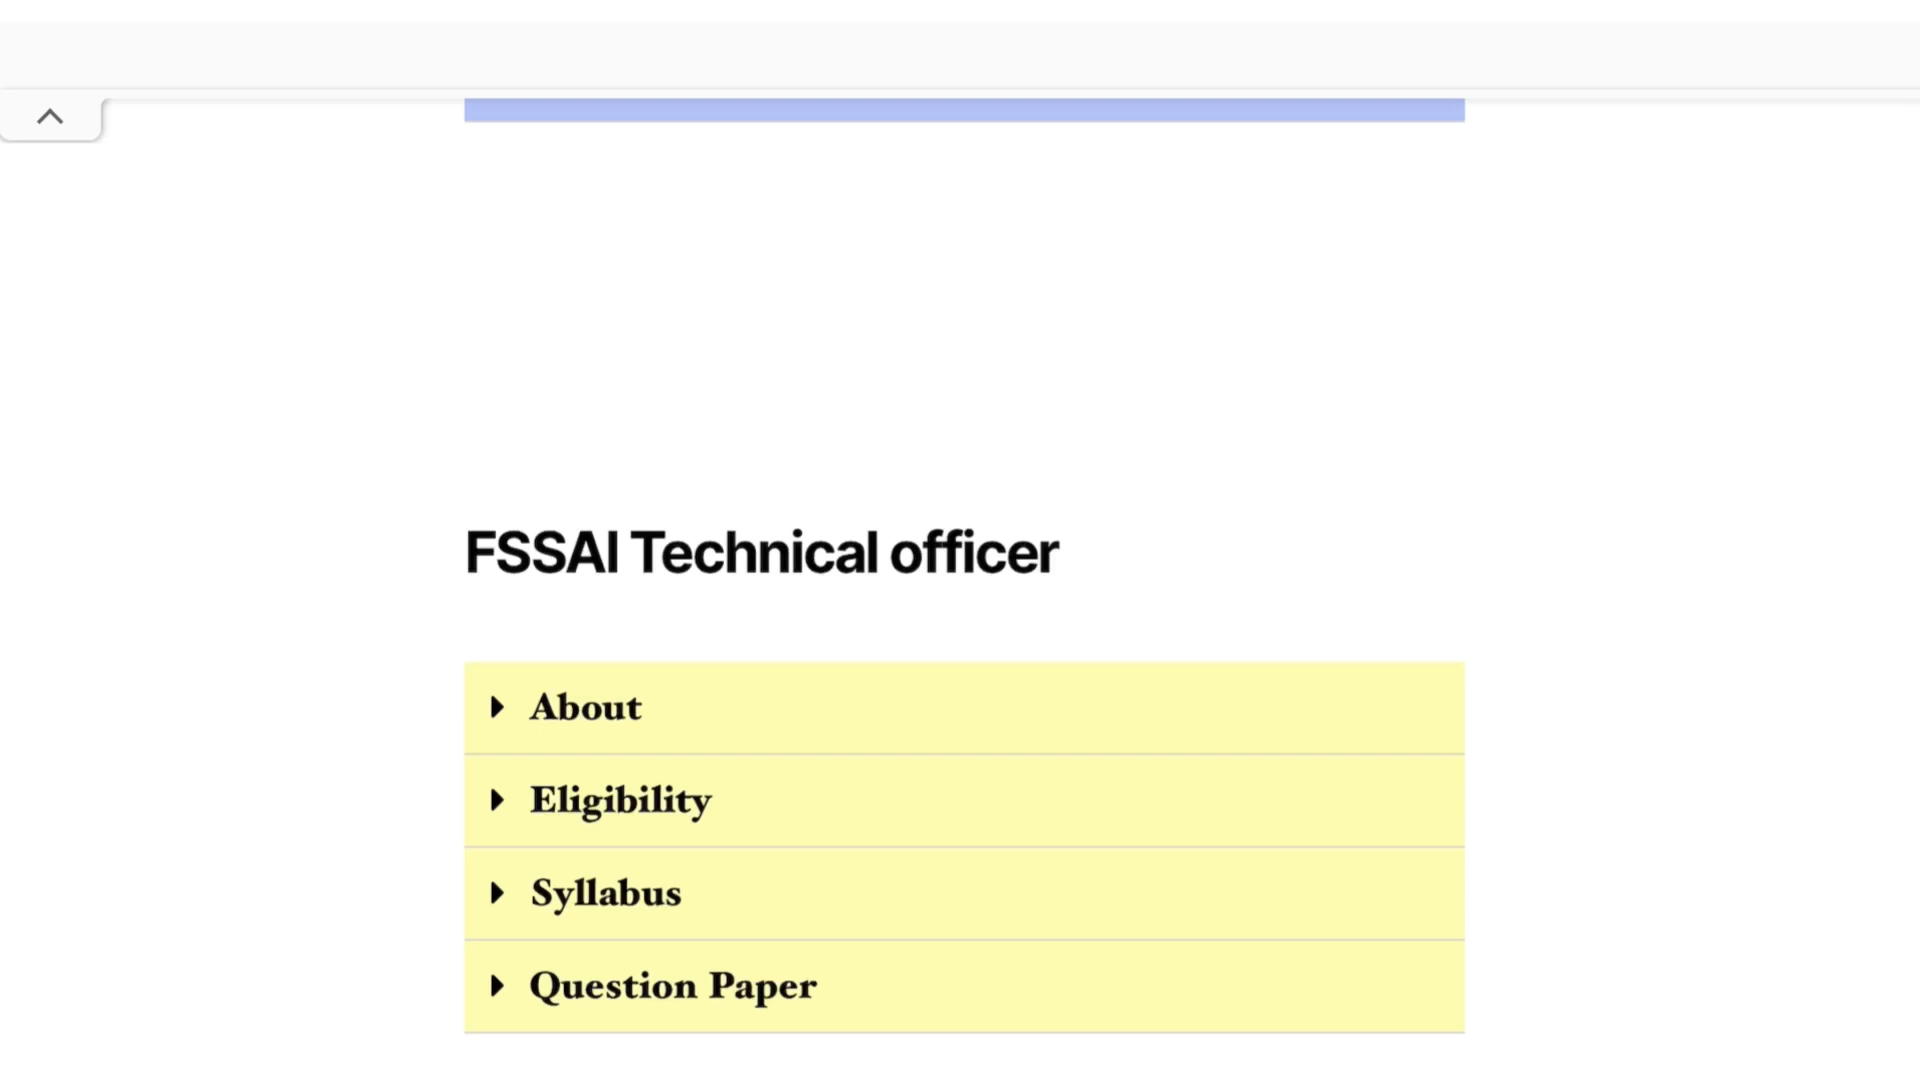 FSSAI Technical officer
About
Eligibility
Syllabus
Question Paper